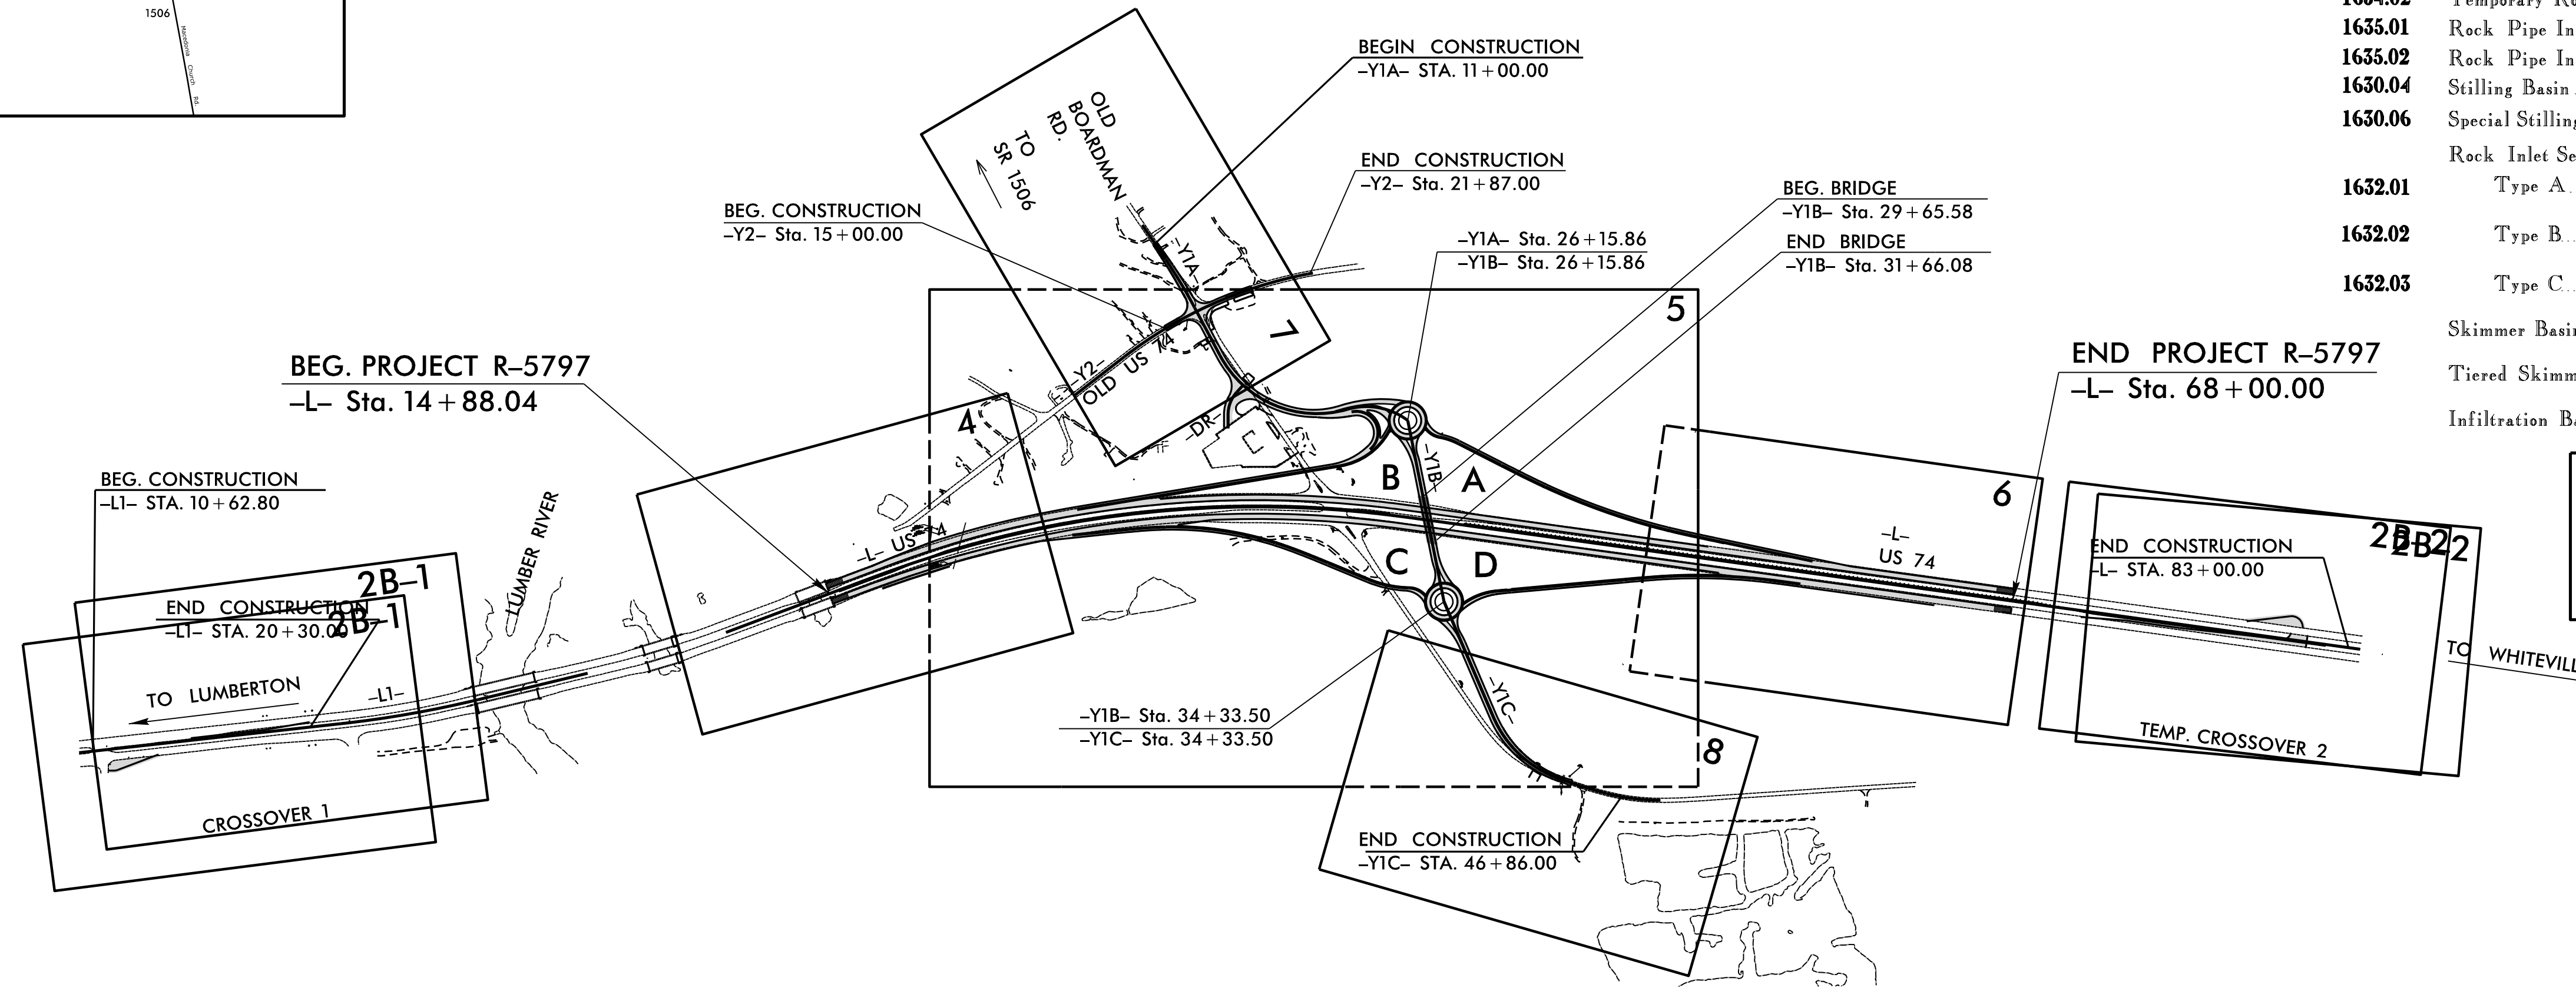 1506
Macedonia Church Rd.
1635.01 Rock Pipe In
1635.02 Rock Pipe In
1630.04 Stilling Basin
1630.06 Special Stilling
Rock Inlet Se
1632.01 Type A
1632.02 Type B
1632.03 Type C
Skimmer Basin
Tiered Skimm
Infiltration Ba
BEGIN CONSTRUCTION
–Y1A– STA. 11+00.00
END CONSTRUCTION
–Y2– Sta. 21+87.00
BEG. BRIDGE
–Y1B– Sta. 29+65.58
END BRIDGE
–Y1B– Sta. 31+66.08
–Y1A– Sta. 26+15.86
–Y1B– Sta. 26+15.86
BEG. CONSTRUCTION
–Y2– Sta. 15+00.00
OLD
BOARDMAN
RD.
TO
SR 1506
–Y1A–
7
5
–Y2–
OLD US 74
–DR–
BEG. PROJECT R–5797
–L– Sta. 14+88.04
END PROJECT R–5797
–L– Sta. 68+00.00
4
–L– US 74
B
A
C
D
–Y1B–
6
–L–
US 74
BEG. CONSTRUCTION
–L1– STA. 10+62.80
LUMBER RIVER
2B–1
END CONSTRUCTION
–L1– STA. 20+30.00
2B–1
TO LUMBERTON
–L1–
CROSSOVER 1
2B–2
2B–2
END CONSTRUCTION
–L– STA. 83+00.00
TO WHITEVILL
TEMP. CROSSOVER 2
–Y1B– Sta. 34+33.50
–Y1C– Sta. 34+33.50
–Y1C–
8
END CONSTRUCTION
–Y1C– STA. 46+86.00